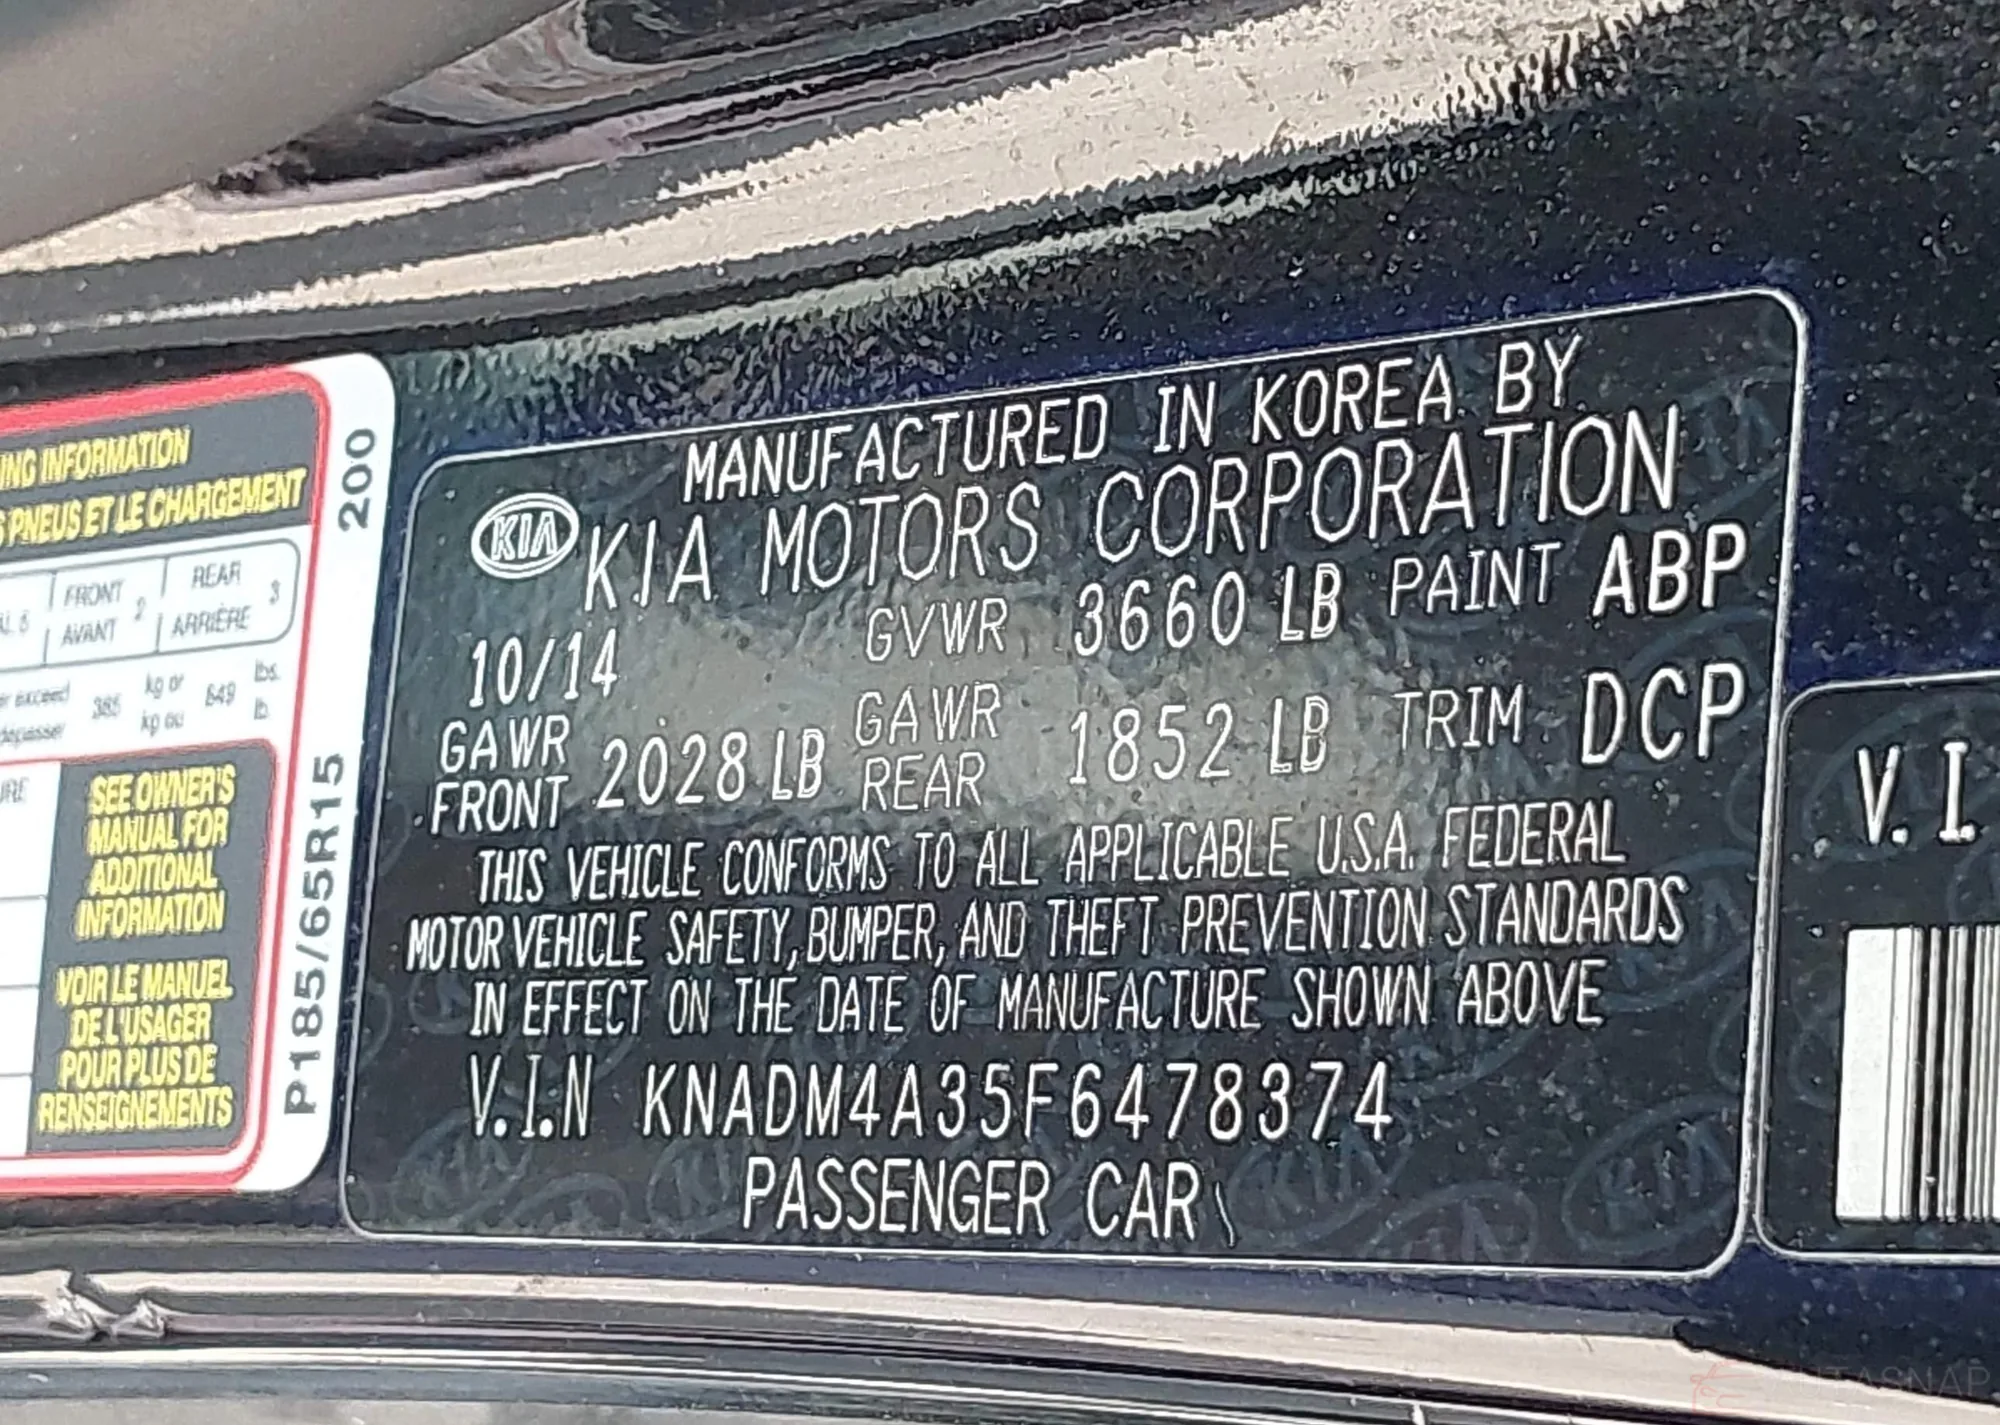 ING INFORMATION
PNEUS ET LE CHARGEMENT
FRONT
AVANT
2
REAR
ARRIÈRE
3
er exceed
dépasser
385
kg or
kg ou
849
lbs.
lb.
SEE OWNER'S
MANUAL FOR
ADDITIONAL
INFORMATION
VOIR LE MANUEL
DE L'USAGER
POUR PLUS DE
RENSEIGNEMENTS
P185/65R15
200
MANUFACTURED IN KOREA BY
KIA KIA MOTORS CORPORATION
10/14 GVWR 3660 LB PAINT ABP
GAWR FRONT 2028 LB GAWR REAR 1852 LB TRIM DCP
THIS VEHICLE CONFORMS TO ALL APPLICABLE U.S.A. FEDERAL
MOTOR VEHICLE SAFETY, BUMPER, AND THEFT PREVENTION STANDARDS
IN EFFECT ON THE DATE OF MANUFACTURE SHOWN ABOVE
V.I.N KNADM4A35F6478374
PASSENGER CAR
V. I.